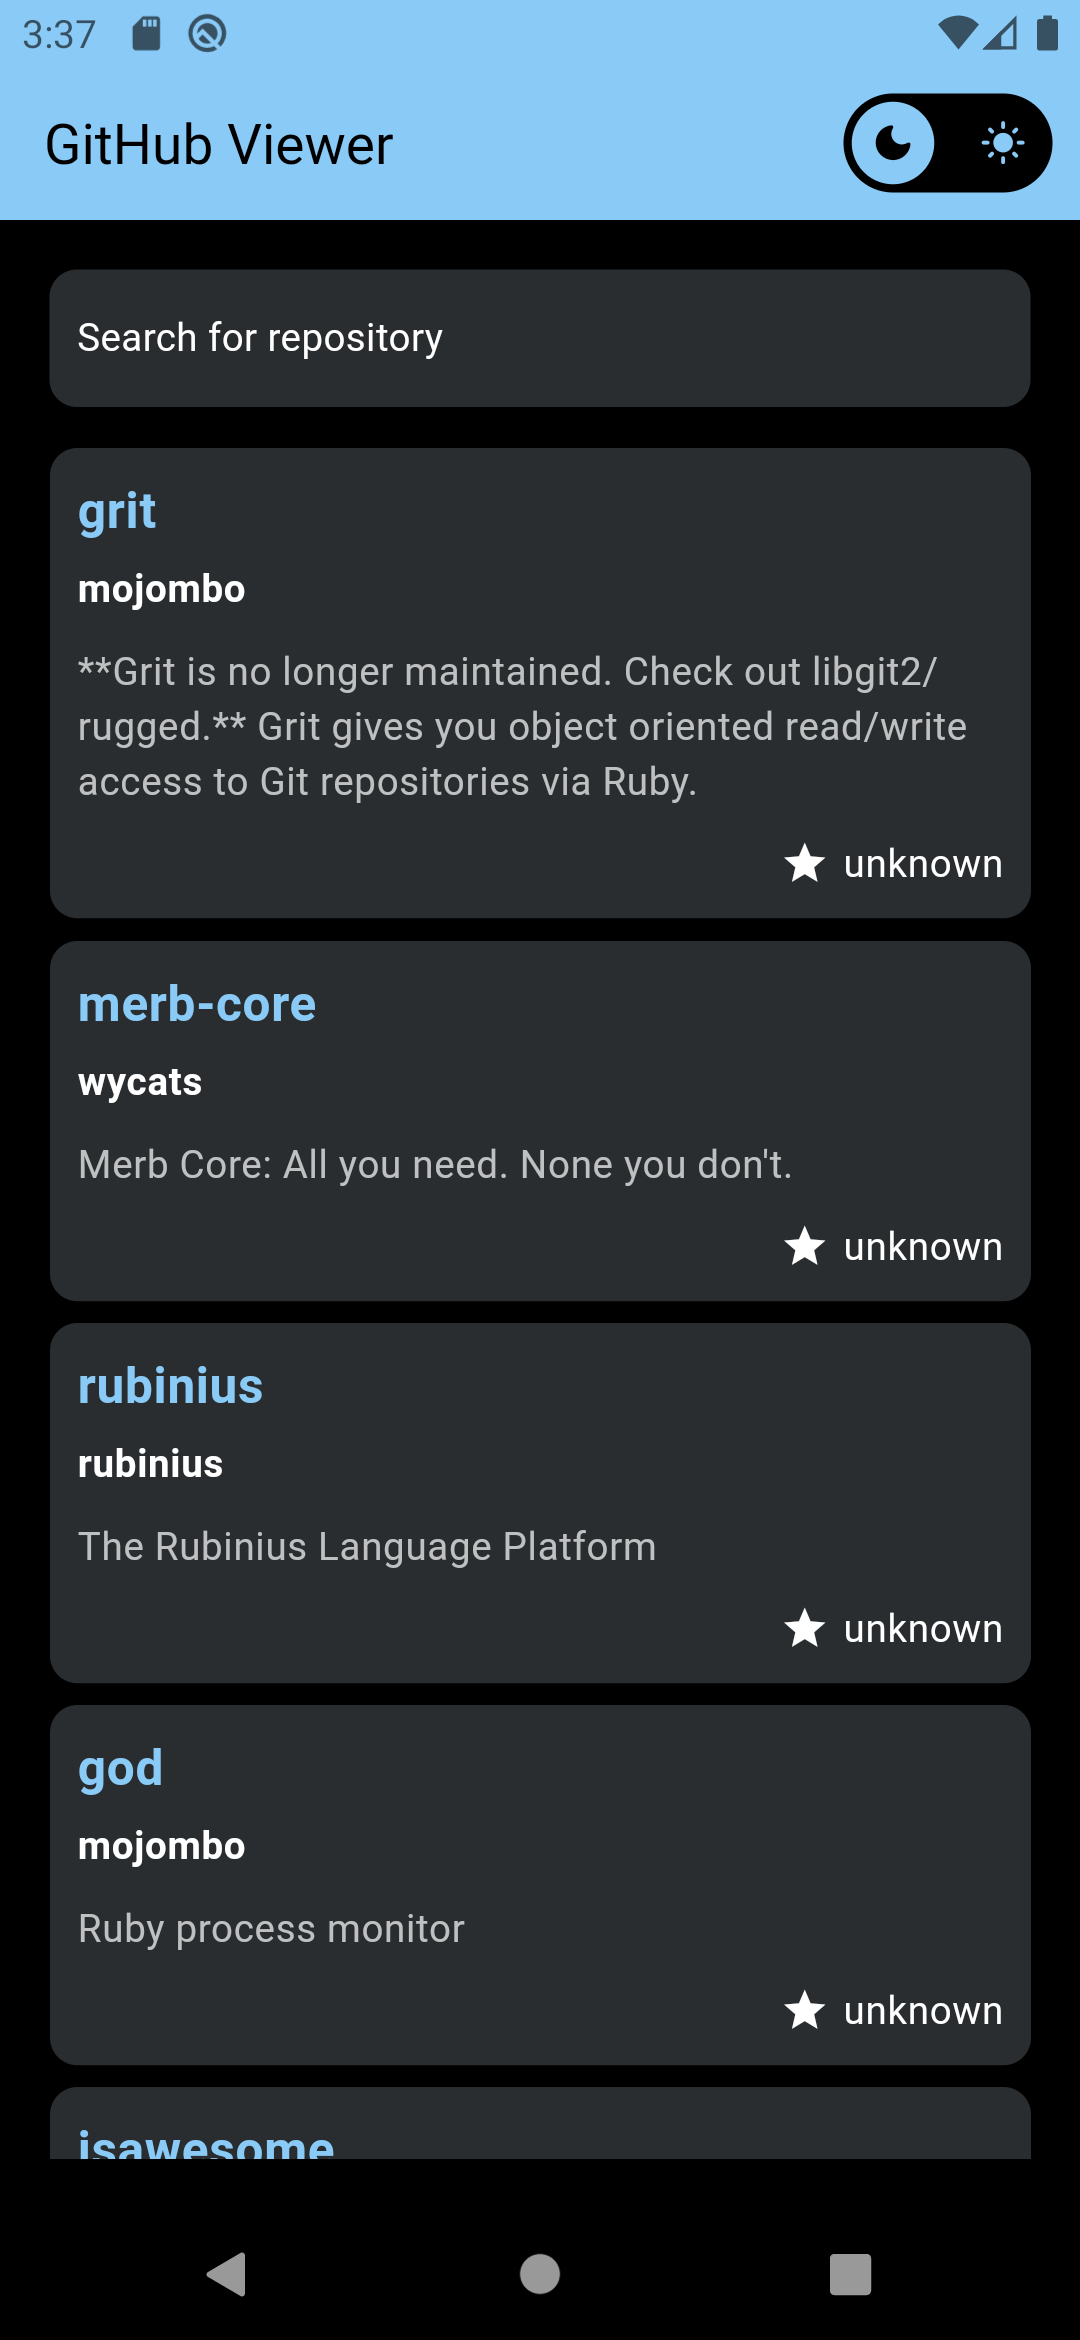 3:37
GitHub Viewer
Search for repository
grit
mojombo
**Grit is no longer maintained. Check out libgit2/
rugged.** Grit gives you object oriented read/write
access to Git repositories via Ruby.
unknown
merb-core
wycats
Merb Core: All you need. None you don't.
unknown
rubinius
rubinius
The Rubinius Language Platform
unknown
god
mojombo
Ruby process monitor
unknown
isawesome